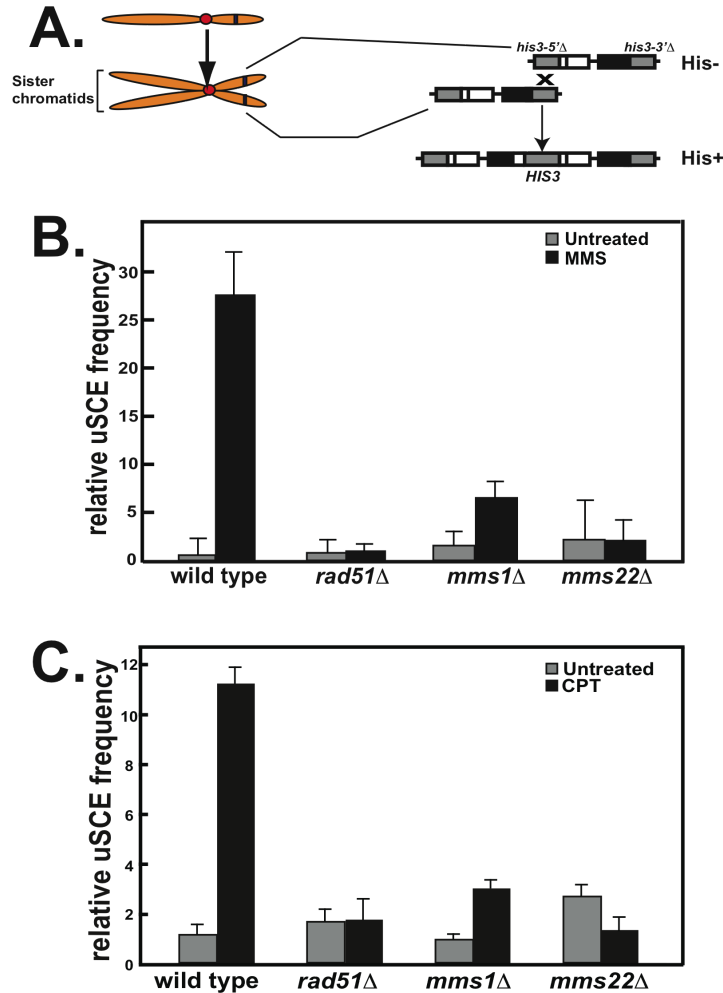 A.
Sister
chromatids
his3-5'Δ
his3-3'Δ
His-
x
His+
HIS3
B.
relative uSCE frequency
30
25
20
15
10
5
0
Untreated
MMS
wild type
rad51Δ
mms1Δ
mms22Δ
C.
relative uSCE frequency
12
10
8
6
4
2
0
Untreated
CPT
wild type
rad51Δ
mms1Δ
mms22Δ